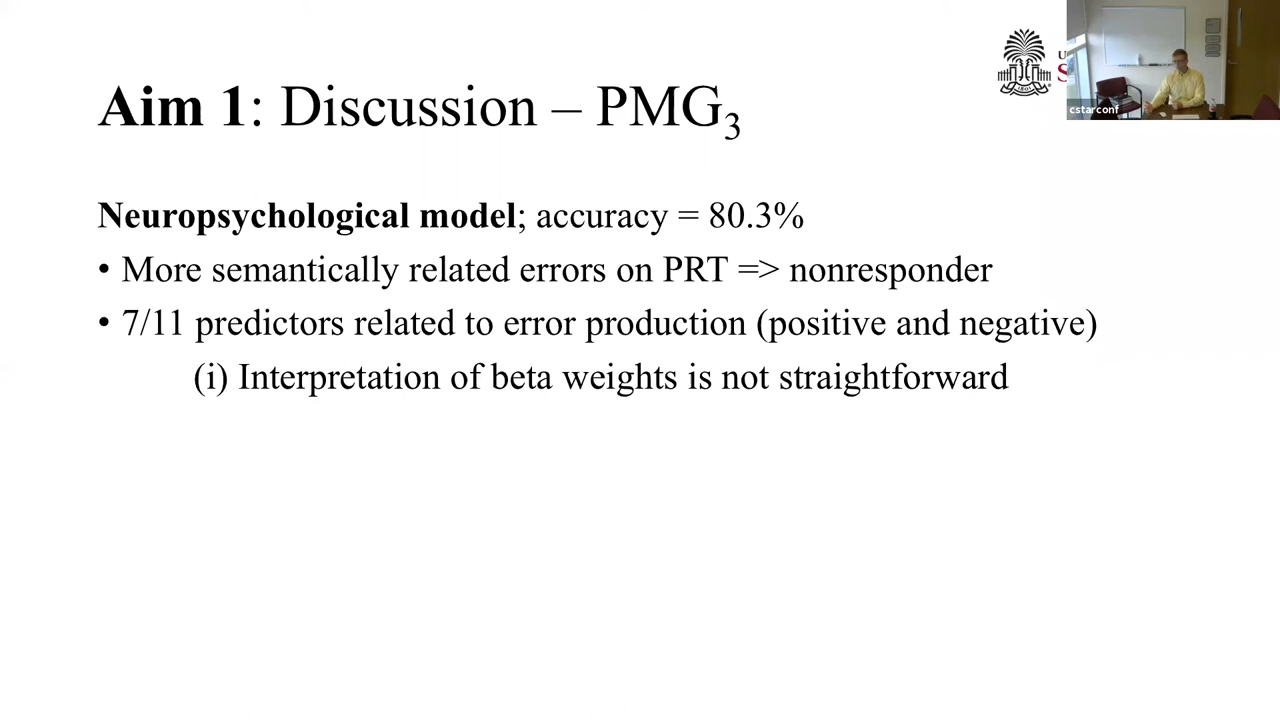 Aim 1: Discussion – PMG₃
cstarconf
Neuropsychological model; accuracy = 80.3%
• More semantically related errors on PRT => nonresponder
• 7/11 predictors related to error production (positive and negative)
(i) Interpretation of beta weights is not straightforward